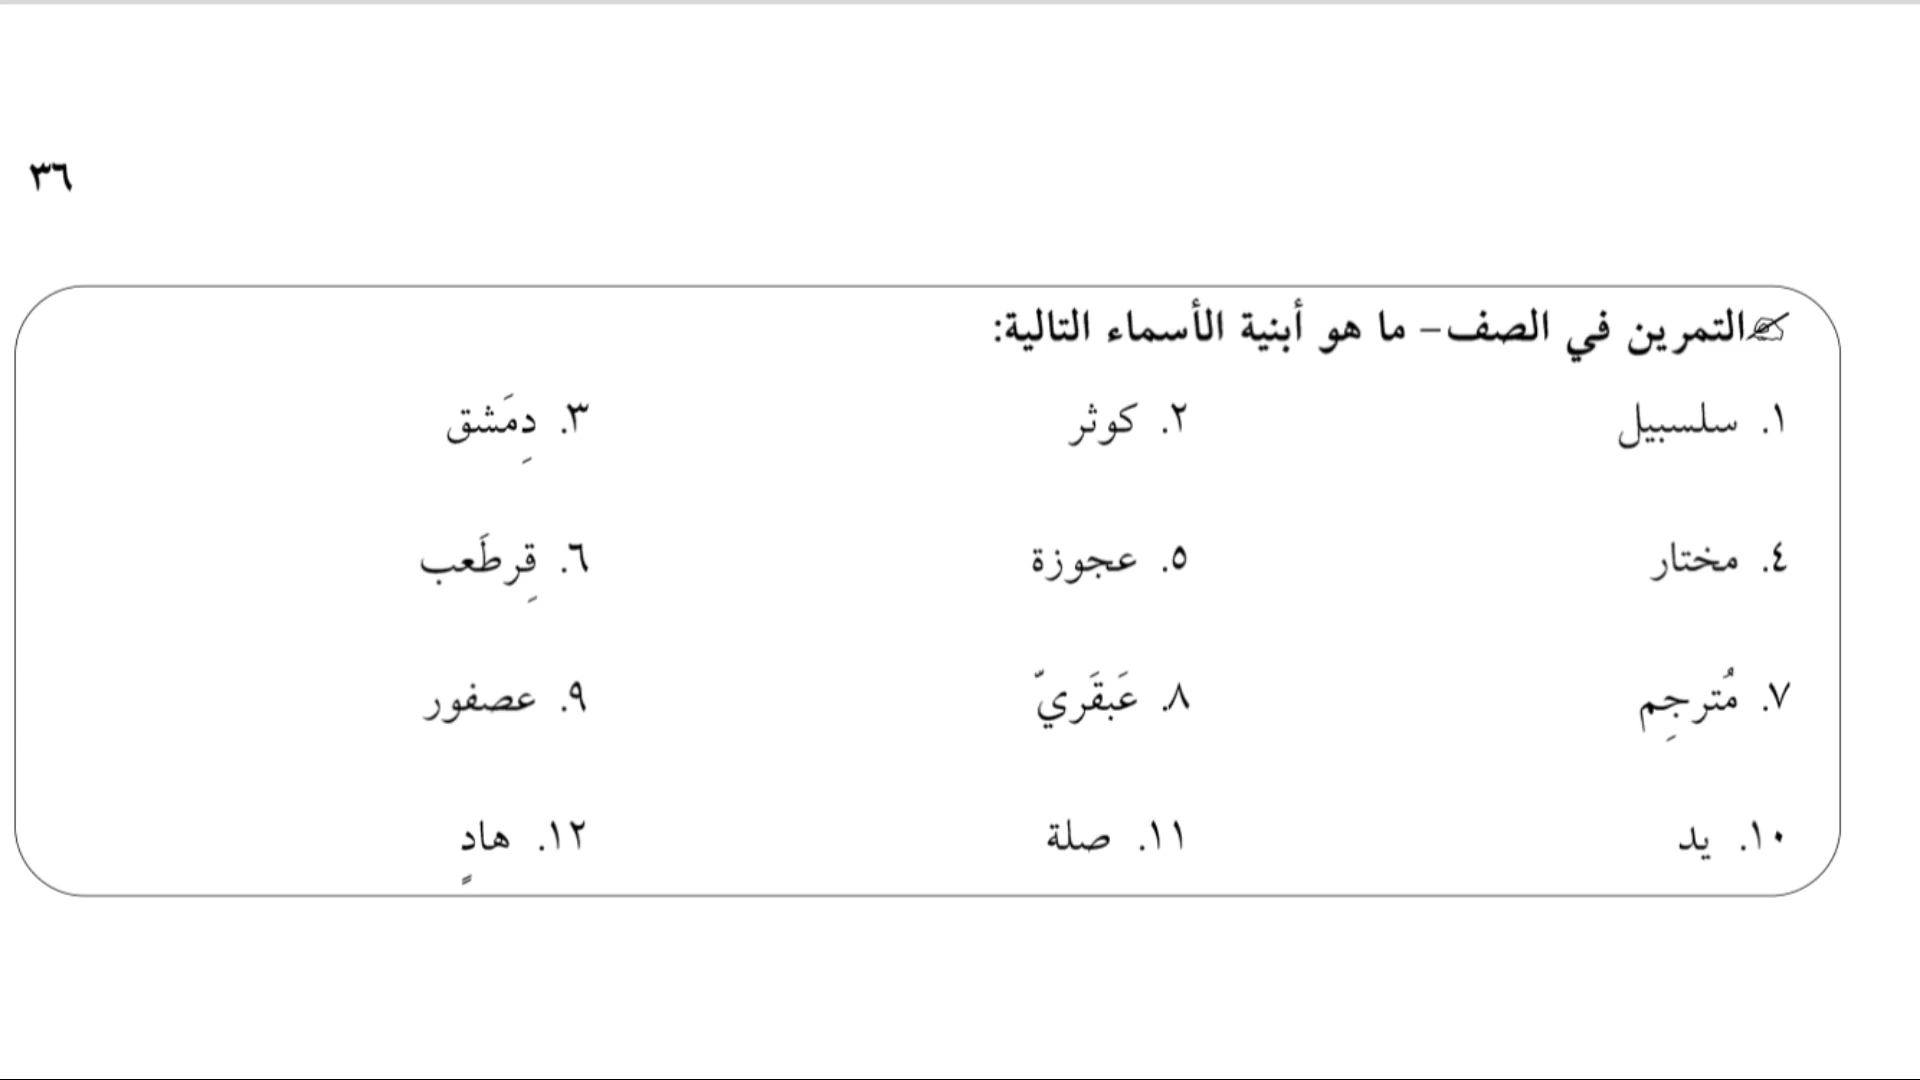 ٣٦
التمرين في الصف– ما هو أبنية الأسماء التالية:
١. سلسبيل ٢. كوثر ٣. دِمَشق
٤. مختار ٥. عجوزة ٦. قِرطَعب
٧. مُترجِم ٨. عَبقَريّ ٩. عصفور
١٠. يد ١١. صلة ١٢. هادٍ